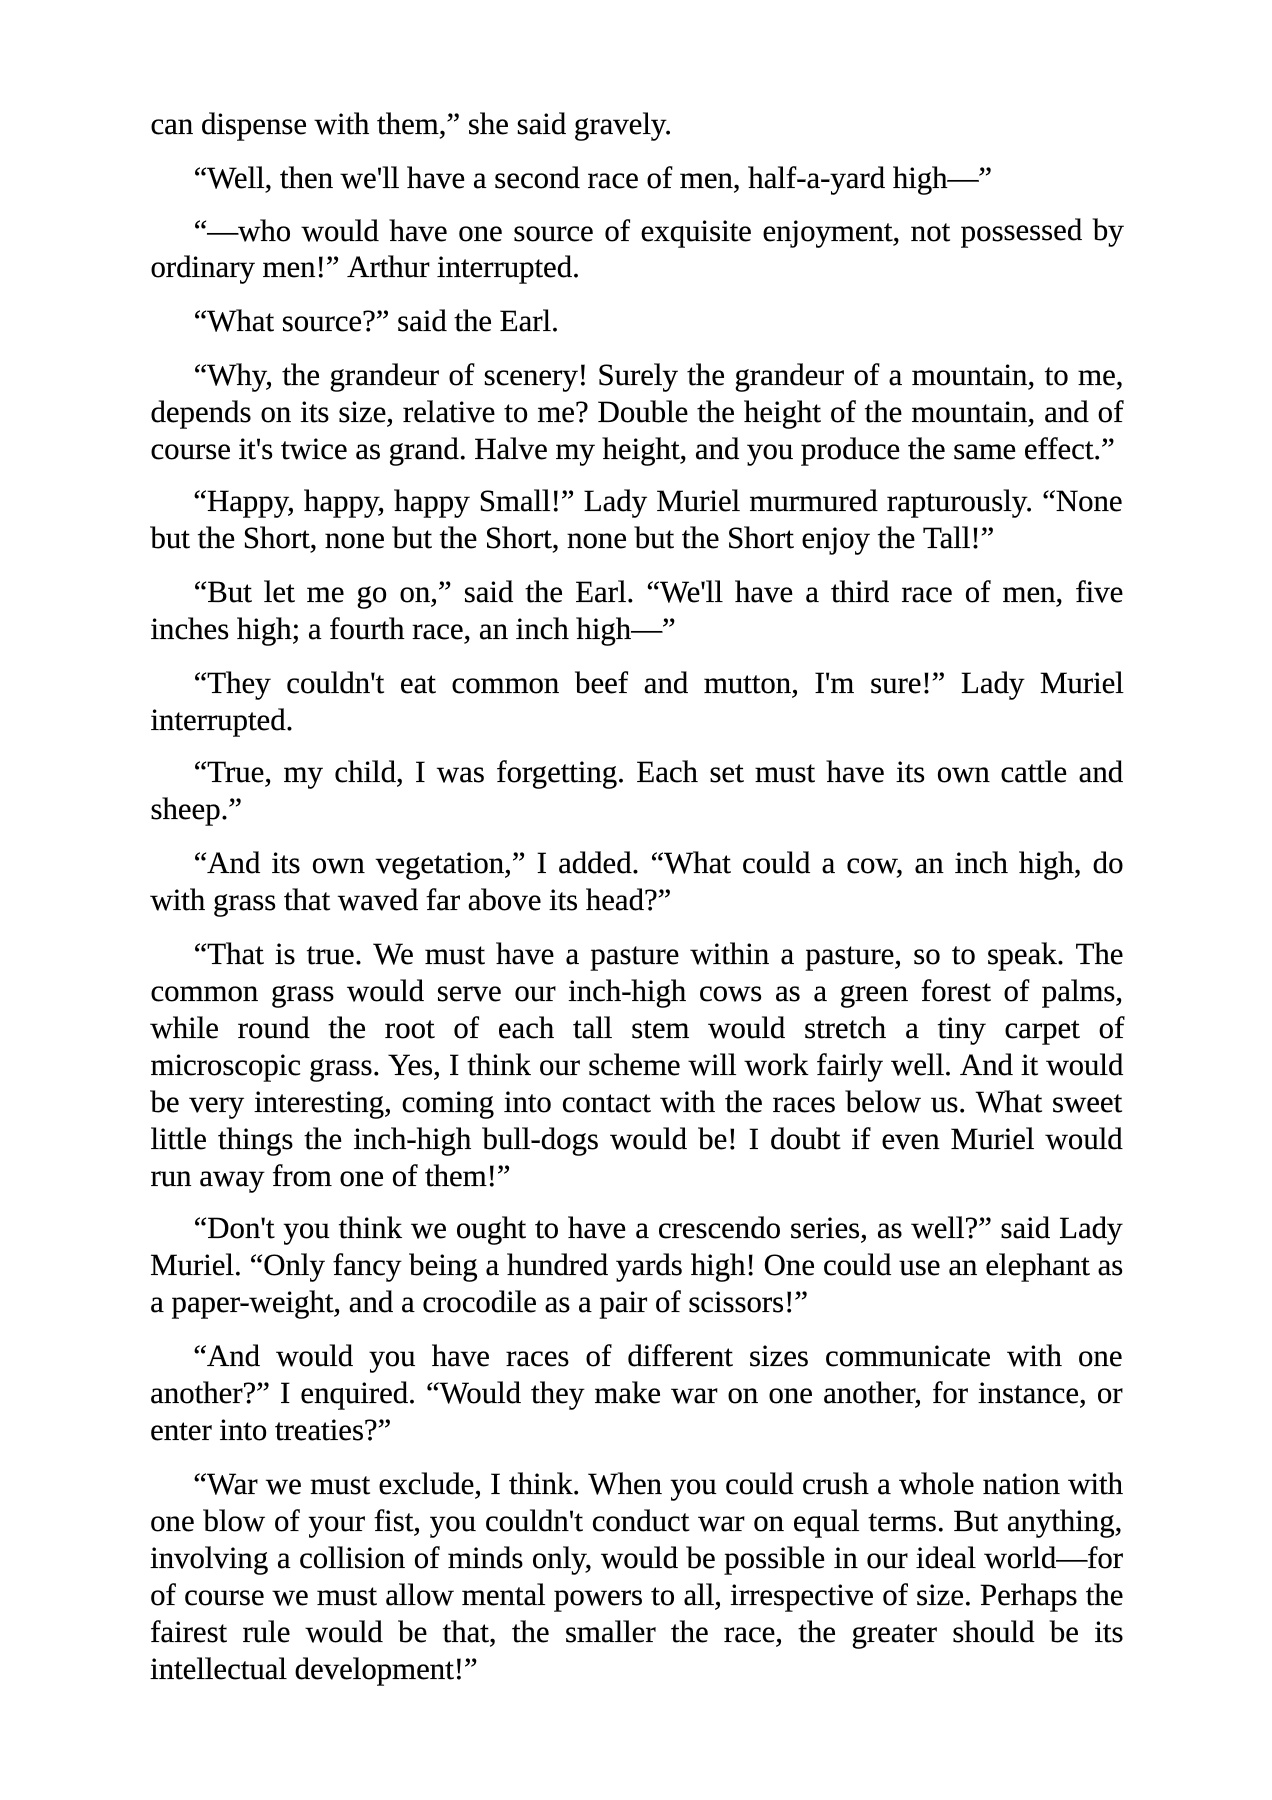 can dispense with them,” she said gravely.
“Well, then we'll have a second race of men, half-a-yard high—”
“—who would have one source of exquisite enjoyment, not possessed by
ordinary men!” Arthur interrupted.
“What source?” said the Earl.
“Why, the grandeur of scenery! Surely the grandeur of a mountain, to me,
depends on its size, relative to me? Double the height of the mountain, and of
course it's twice as grand. Halve my height, and you produce the same effect.”
“Happy, happy, happy Small!” Lady Muriel murmured rapturously. “None
but the Short, none but the Short, none but the Short enjoy the Tall!”
“But let me go on,” said the Earl. “We'll have a third race of men, five
inches high; a fourth race, an inch high—”
“They couldn't eat common beef and mutton, I'm sure!” Lady Muriel
interrupted.
“True, my child, I was forgetting. Each set must have its own cattle and
sheep.”
“And its own vegetation,” I added. “What could a cow, an inch high, do
with grass that waved far above its head?”
“That is true. We must have a pasture within a pasture, so to speak. The
common grass would serve our inch-high cows as a green forest of palms,
while round the root of each tall stem would stretch a tiny carpet of
microscopic grass. Yes, I think our scheme will work fairly well. And it would
be very interesting, coming into contact with the races below us. What sweet
little things the inch-high bull-dogs would be! I doubt if even Muriel would
run away from one of them!”
“Don't you think we ought to have a crescendo series, as well?” said Lady
Muriel. “Only fancy being a hundred yards high! One could use an elephant as
a paper-weight, and a crocodile as a pair of scissors!”
“And would you have races of different sizes communicate with one
another?” I enquired. “Would they make war on one another, for instance, or
enter into treaties?”
“War we must exclude, I think. When you could crush a whole nation with
one blow of your fist, you couldn't conduct war on equal terms. But anything,
involving a collision of minds only, would be possible in our ideal world—for
of course we must allow mental powers to all, irrespective of size. Perhaps the
fairest rule would be that, the smaller the race, the greater should be its
intellectual development!”